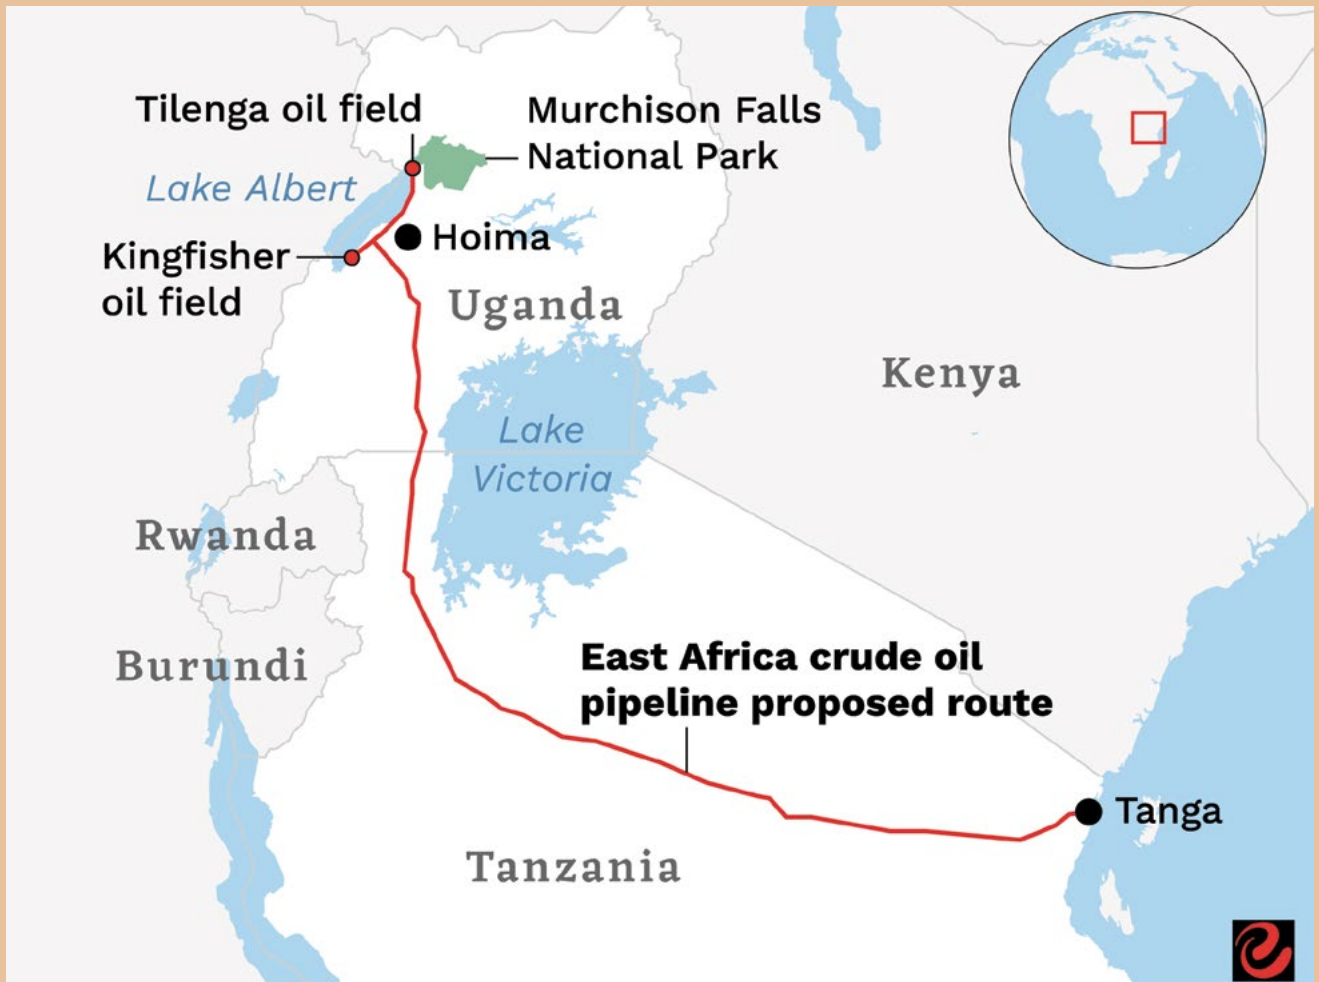 Tilenga oil field
Murchison Falls
National Park
Lake Albert
Hoima
Kingfisher
oil field
Uganda
Kenya
Lake
Victoria
Rwanda
Burundi
East Africa crude oil
pipeline proposed route
Tanga
Tanzania